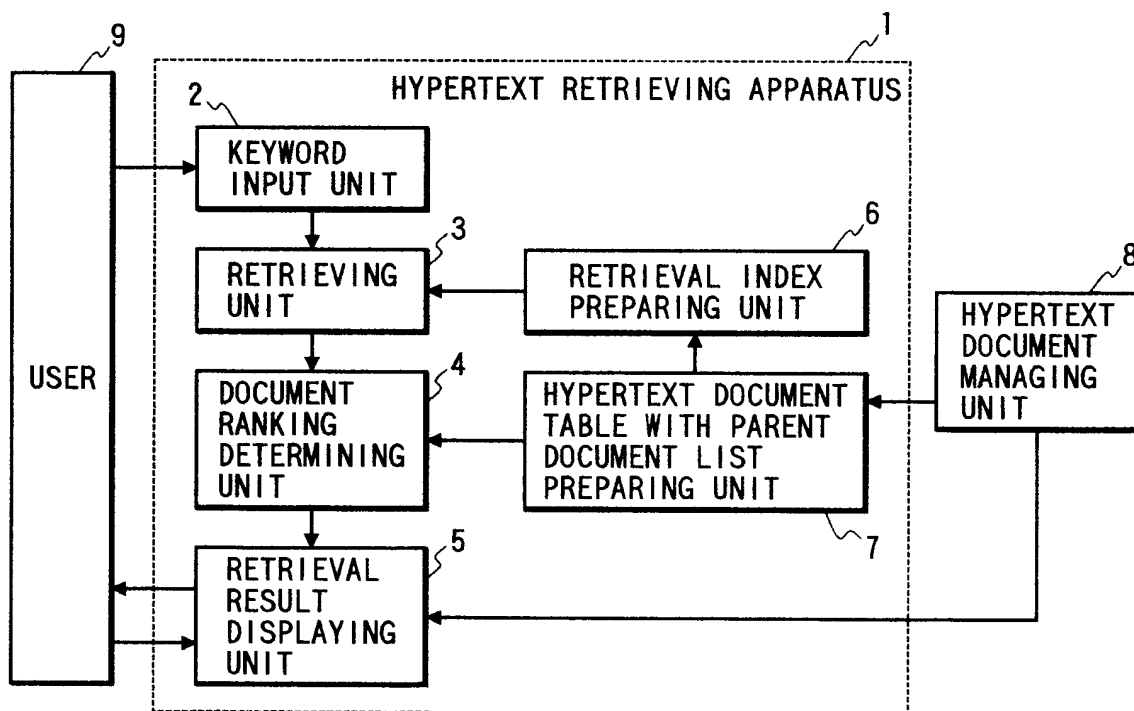 9
1
HYPERTEXT RETRIEVING APPARATUS
2
KEYWORD
INPUT UNIT
3
RETRIEVING
UNIT
6
RETRIEVAL INDEX
PREPARING UNIT
8
HYPERTEXT
DOCUMENT
MANAGING
UNIT
USER
4
DOCUMENT
RANKING
DETERMINING
UNIT
HYPERTEXT DOCUMENT
TABLE WITH PARENT
DOCUMENT LIST
PREPARING UNIT
7
5
RETRIEVAL
RESULT
DISPLAYING
UNIT